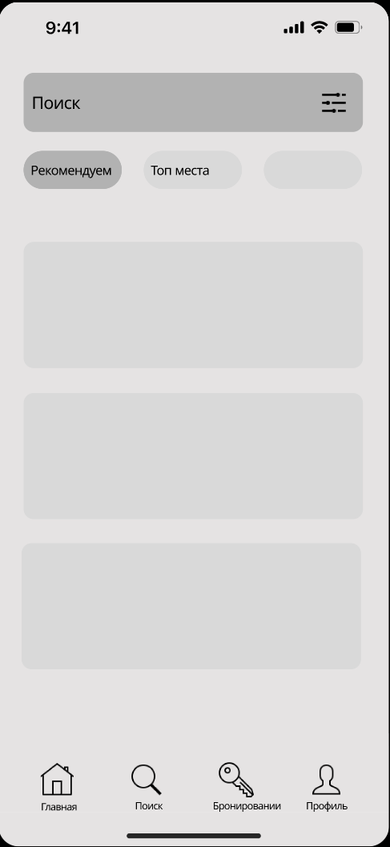 9:41
Поиск
Рекомендуем
Топ места
Главная
Поиск
Бронировании
Профиль